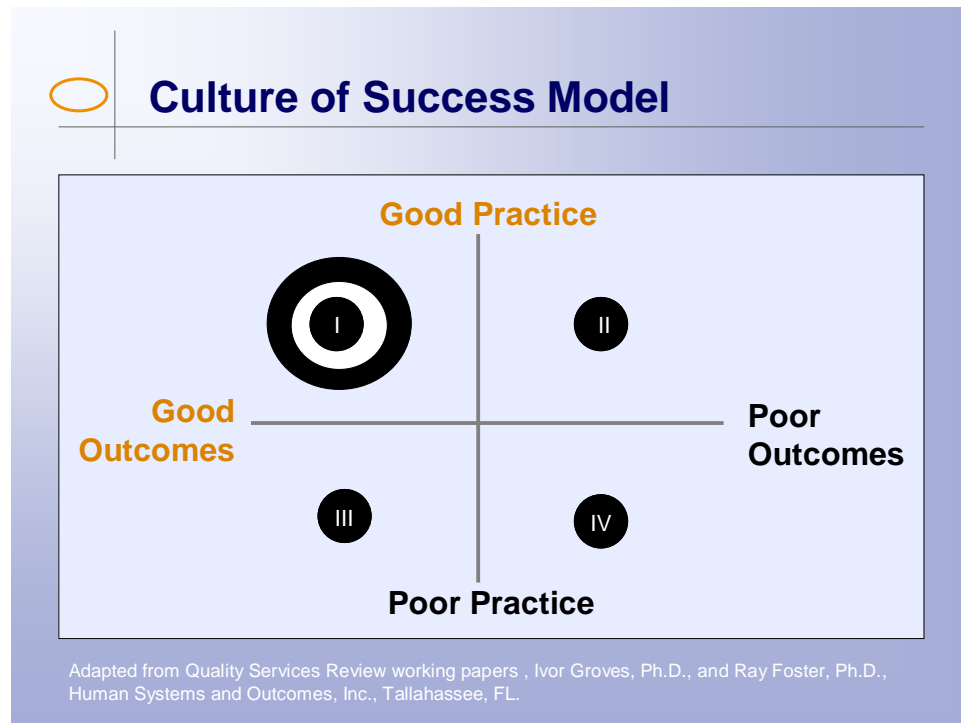 Culture of Success Model
Good Practice
I
II
Good
Outcomes
Poor
Outcomes
III
IV
Poor Practice
Adapted from Quality Services Review working papers , Ivor Groves, Ph.D., and Ray Foster, Ph.D.,
Human Systems and Outcomes, Inc., Tallahassee, FL.